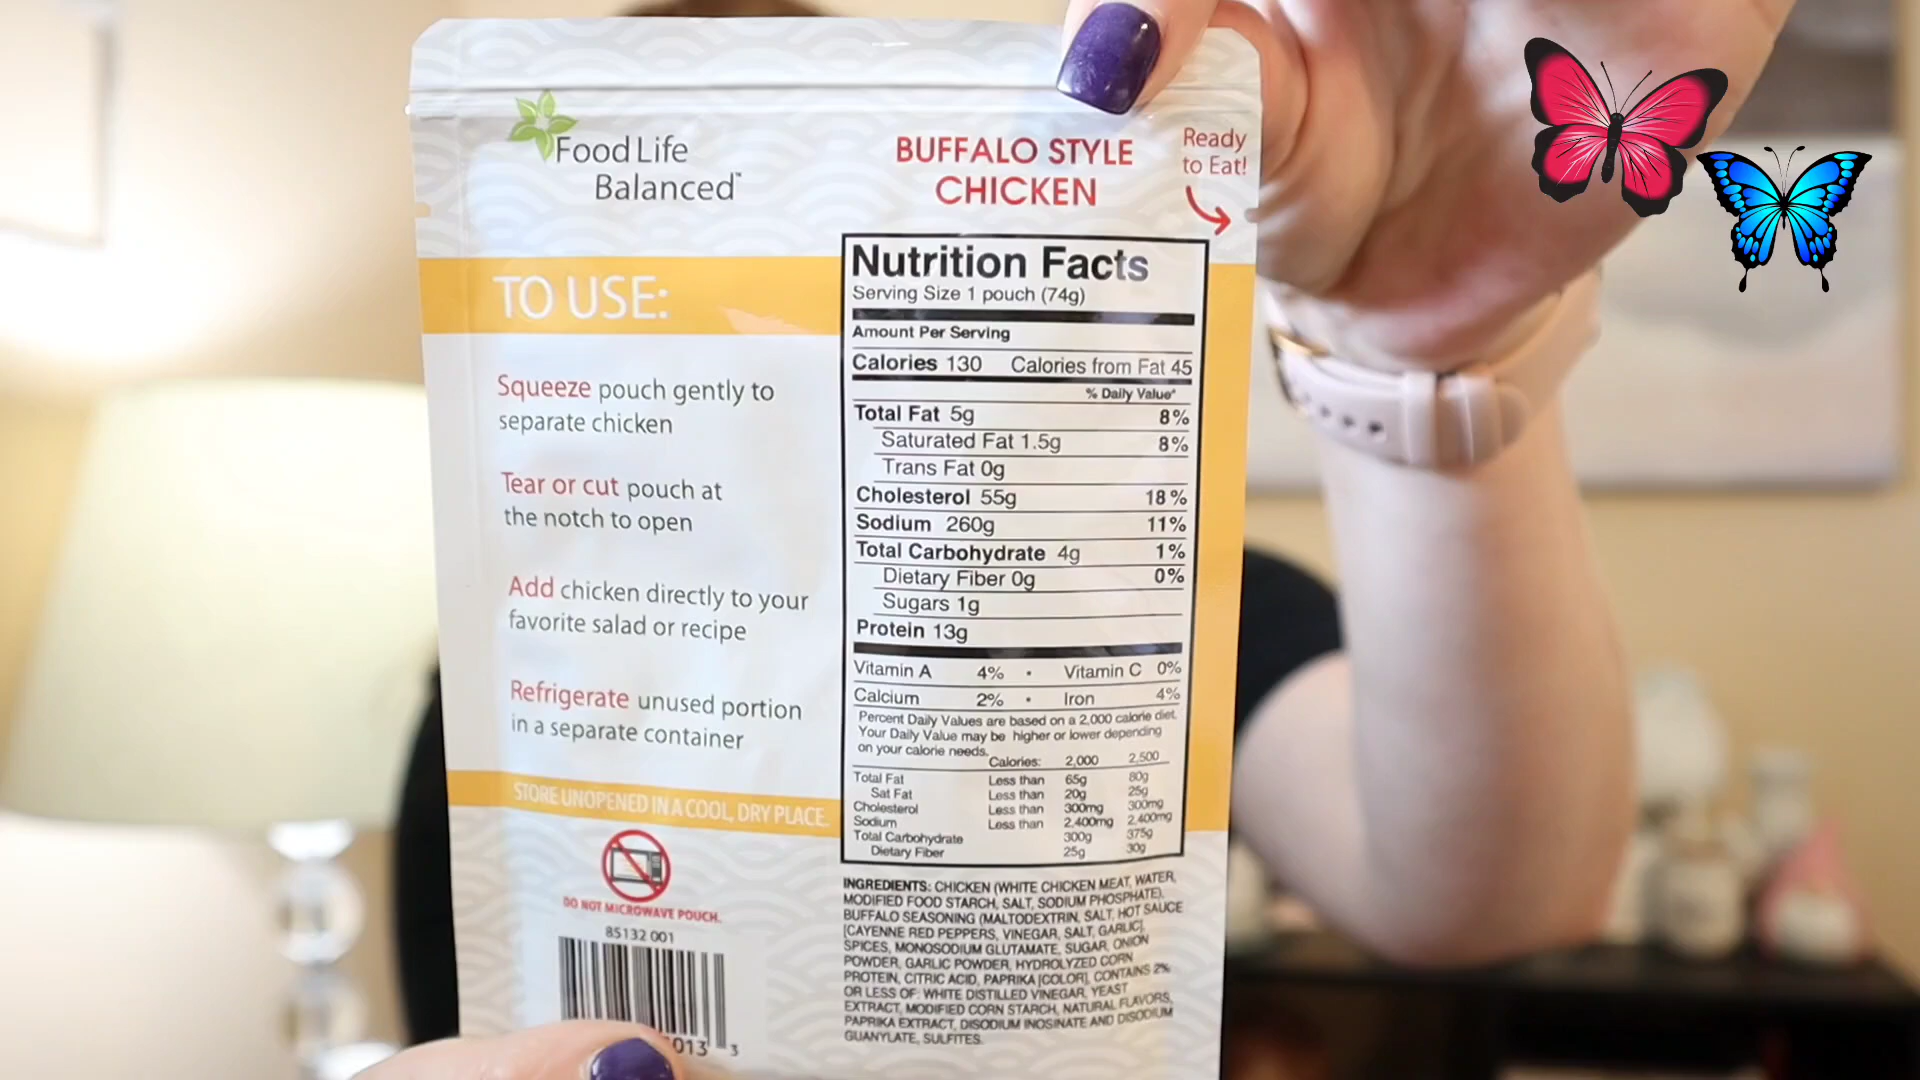 Food Life
Balanced™
BUFFALO STYLE
CHICKEN
Ready
to Eat!
TO USE:
Squeeze pouch gently to
separate chicken
Tear or cut pouch at
the notch to open
Add chicken directly to your
favorite salad or recipe
Refrigerate unused portion
in a separate container
STORE UNOPENED IN A COOL, DRY PLACE.
DO NOT MICROWAVE POUCH.
85132 001
013 3
Nutrition Facts
Serving Size 1 pouch (74g)
Amount Per Serving
Calories 130 Calories from Fat 45
% Daily Value*
Total Fat 5g 8%
Saturated Fat 1.5g 8%
Trans Fat 0g
Cholesterol 55g 18%
Sodium 260g 11%
Total Carbohydrate 4g 1%
Dietary Fiber 0g 0%
Sugars 1g
Protein 13g
Vitamin A 4% • Vitamin C 0%
Calcium 2% • Iron 4%
Percent Daily Values are based on a 2,000 calorie diet.
Your Daily Value may be higher or lower depending
on your calorie needs.
Calories: 2,000 2,500
Total Fat Less than 65g 80g
Sat Fat Less than 20g 25g
Cholesterol Less than 300mg 300mg
Sodium Less than 2,400mg 2,400mg
Total Carbohydrate 300g 375g
Dietary Fiber 25g 30g
INGREDIENTS: CHICKEN (WHITE CHICKEN MEAT, WATER,
MODIFIED FOOD STARCH, SALT, SODIUM PHOSPHATE),
BUFFALO SEASONING (MALTODEXTRIN, SALT, HOT SAUCE
[CAYENNE RED PEPPERS, VINEGAR, SALT, GARLIC],
SPICES, MONOSODIUM GLUTAMATE, SUGAR, ONION
POWDER, GARLIC POWDER, HYDROLYZED CORN
PROTEIN, CITRIC ACID, PAPRIKA [COLOR], CONTAINS 2%
OR LESS OF: WHITE DISTILLED VINEGAR, YEAST
EXTRACT, MODIFIED CORN STARCH, NATURAL FLAVORS,
PAPRIKA EXTRACT, DISODIUM INOSINATE AND DISODIUM
GUANYLATE, SULFITES.